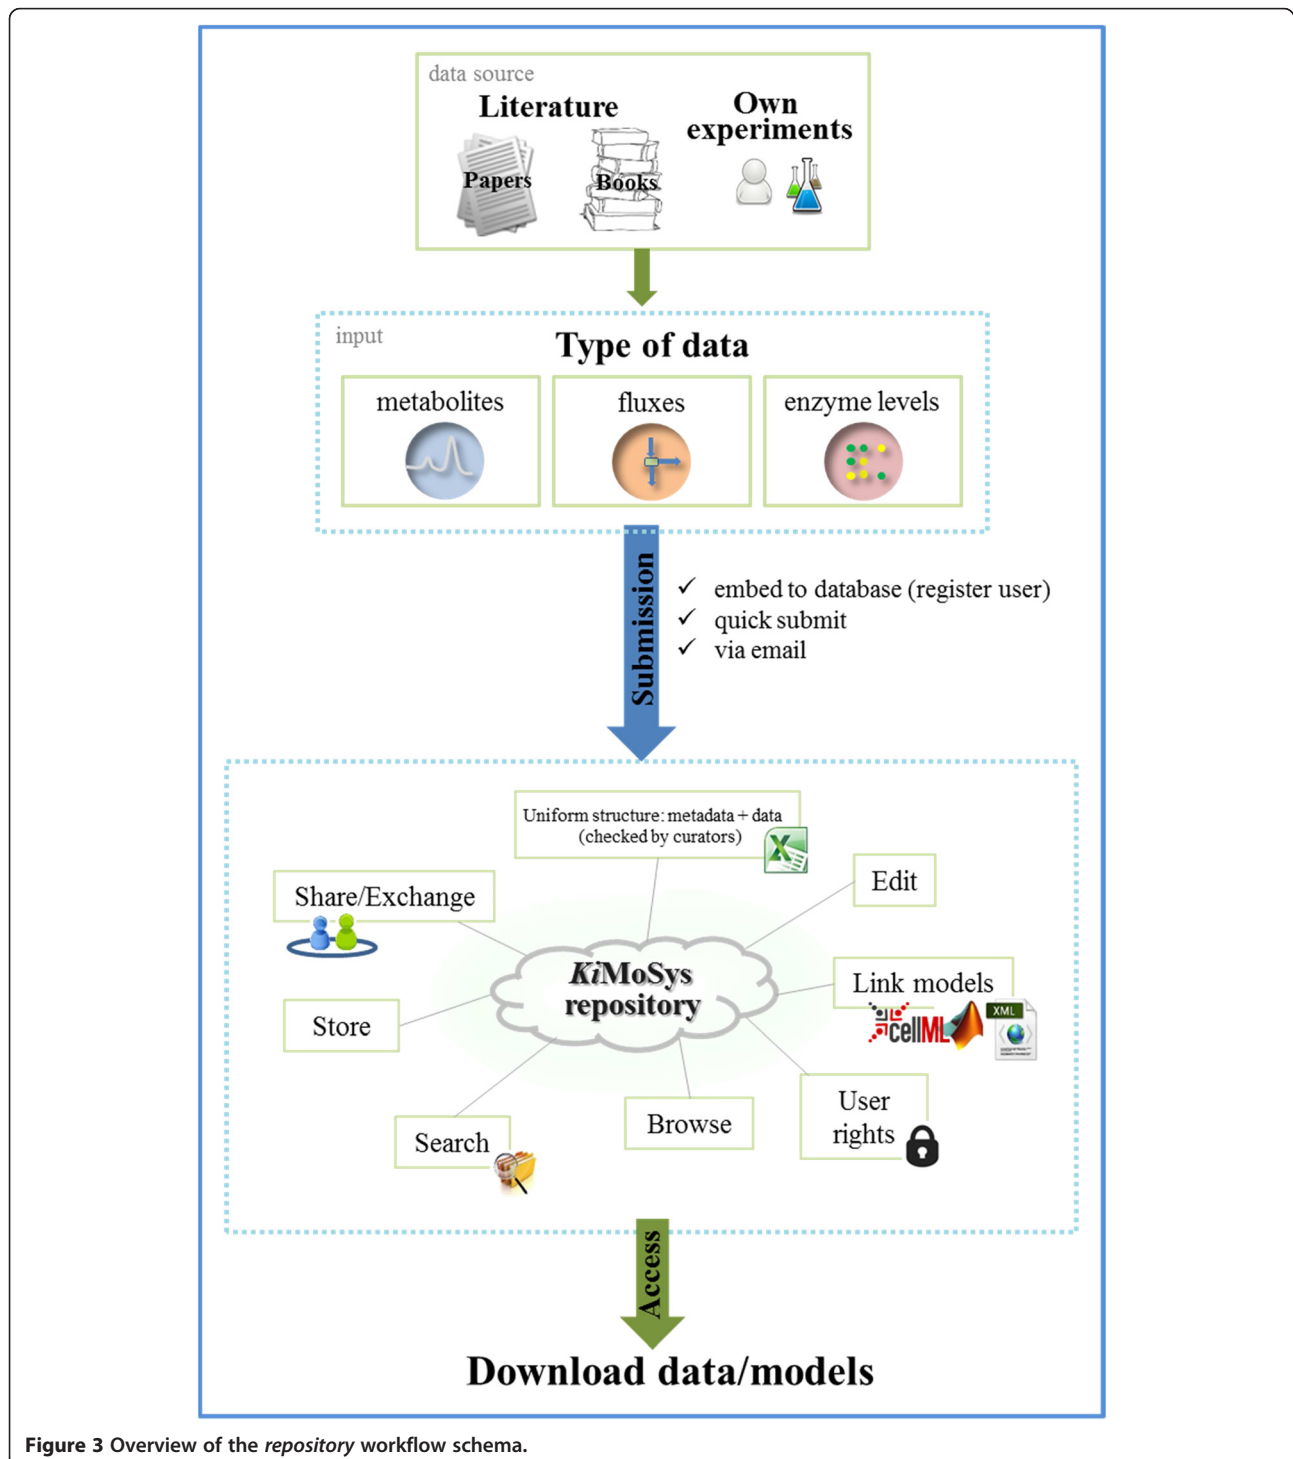 data source
Literature
Own
experiments
Papers
Books
input
Type of data
metabolites
fluxes
enzyme levels
Submission
✓ embed to database (register user)
✓ quick submit
✓ via email
Uniform structure: metadata + data
(checked by curators)
Share/Exchange
Edit
KiMoSys
repository
Link models
cellML
XML
Store
User
rights
Browse
Search
Access
Download data/models
Figure 3 Overview of the repository workflow schema.